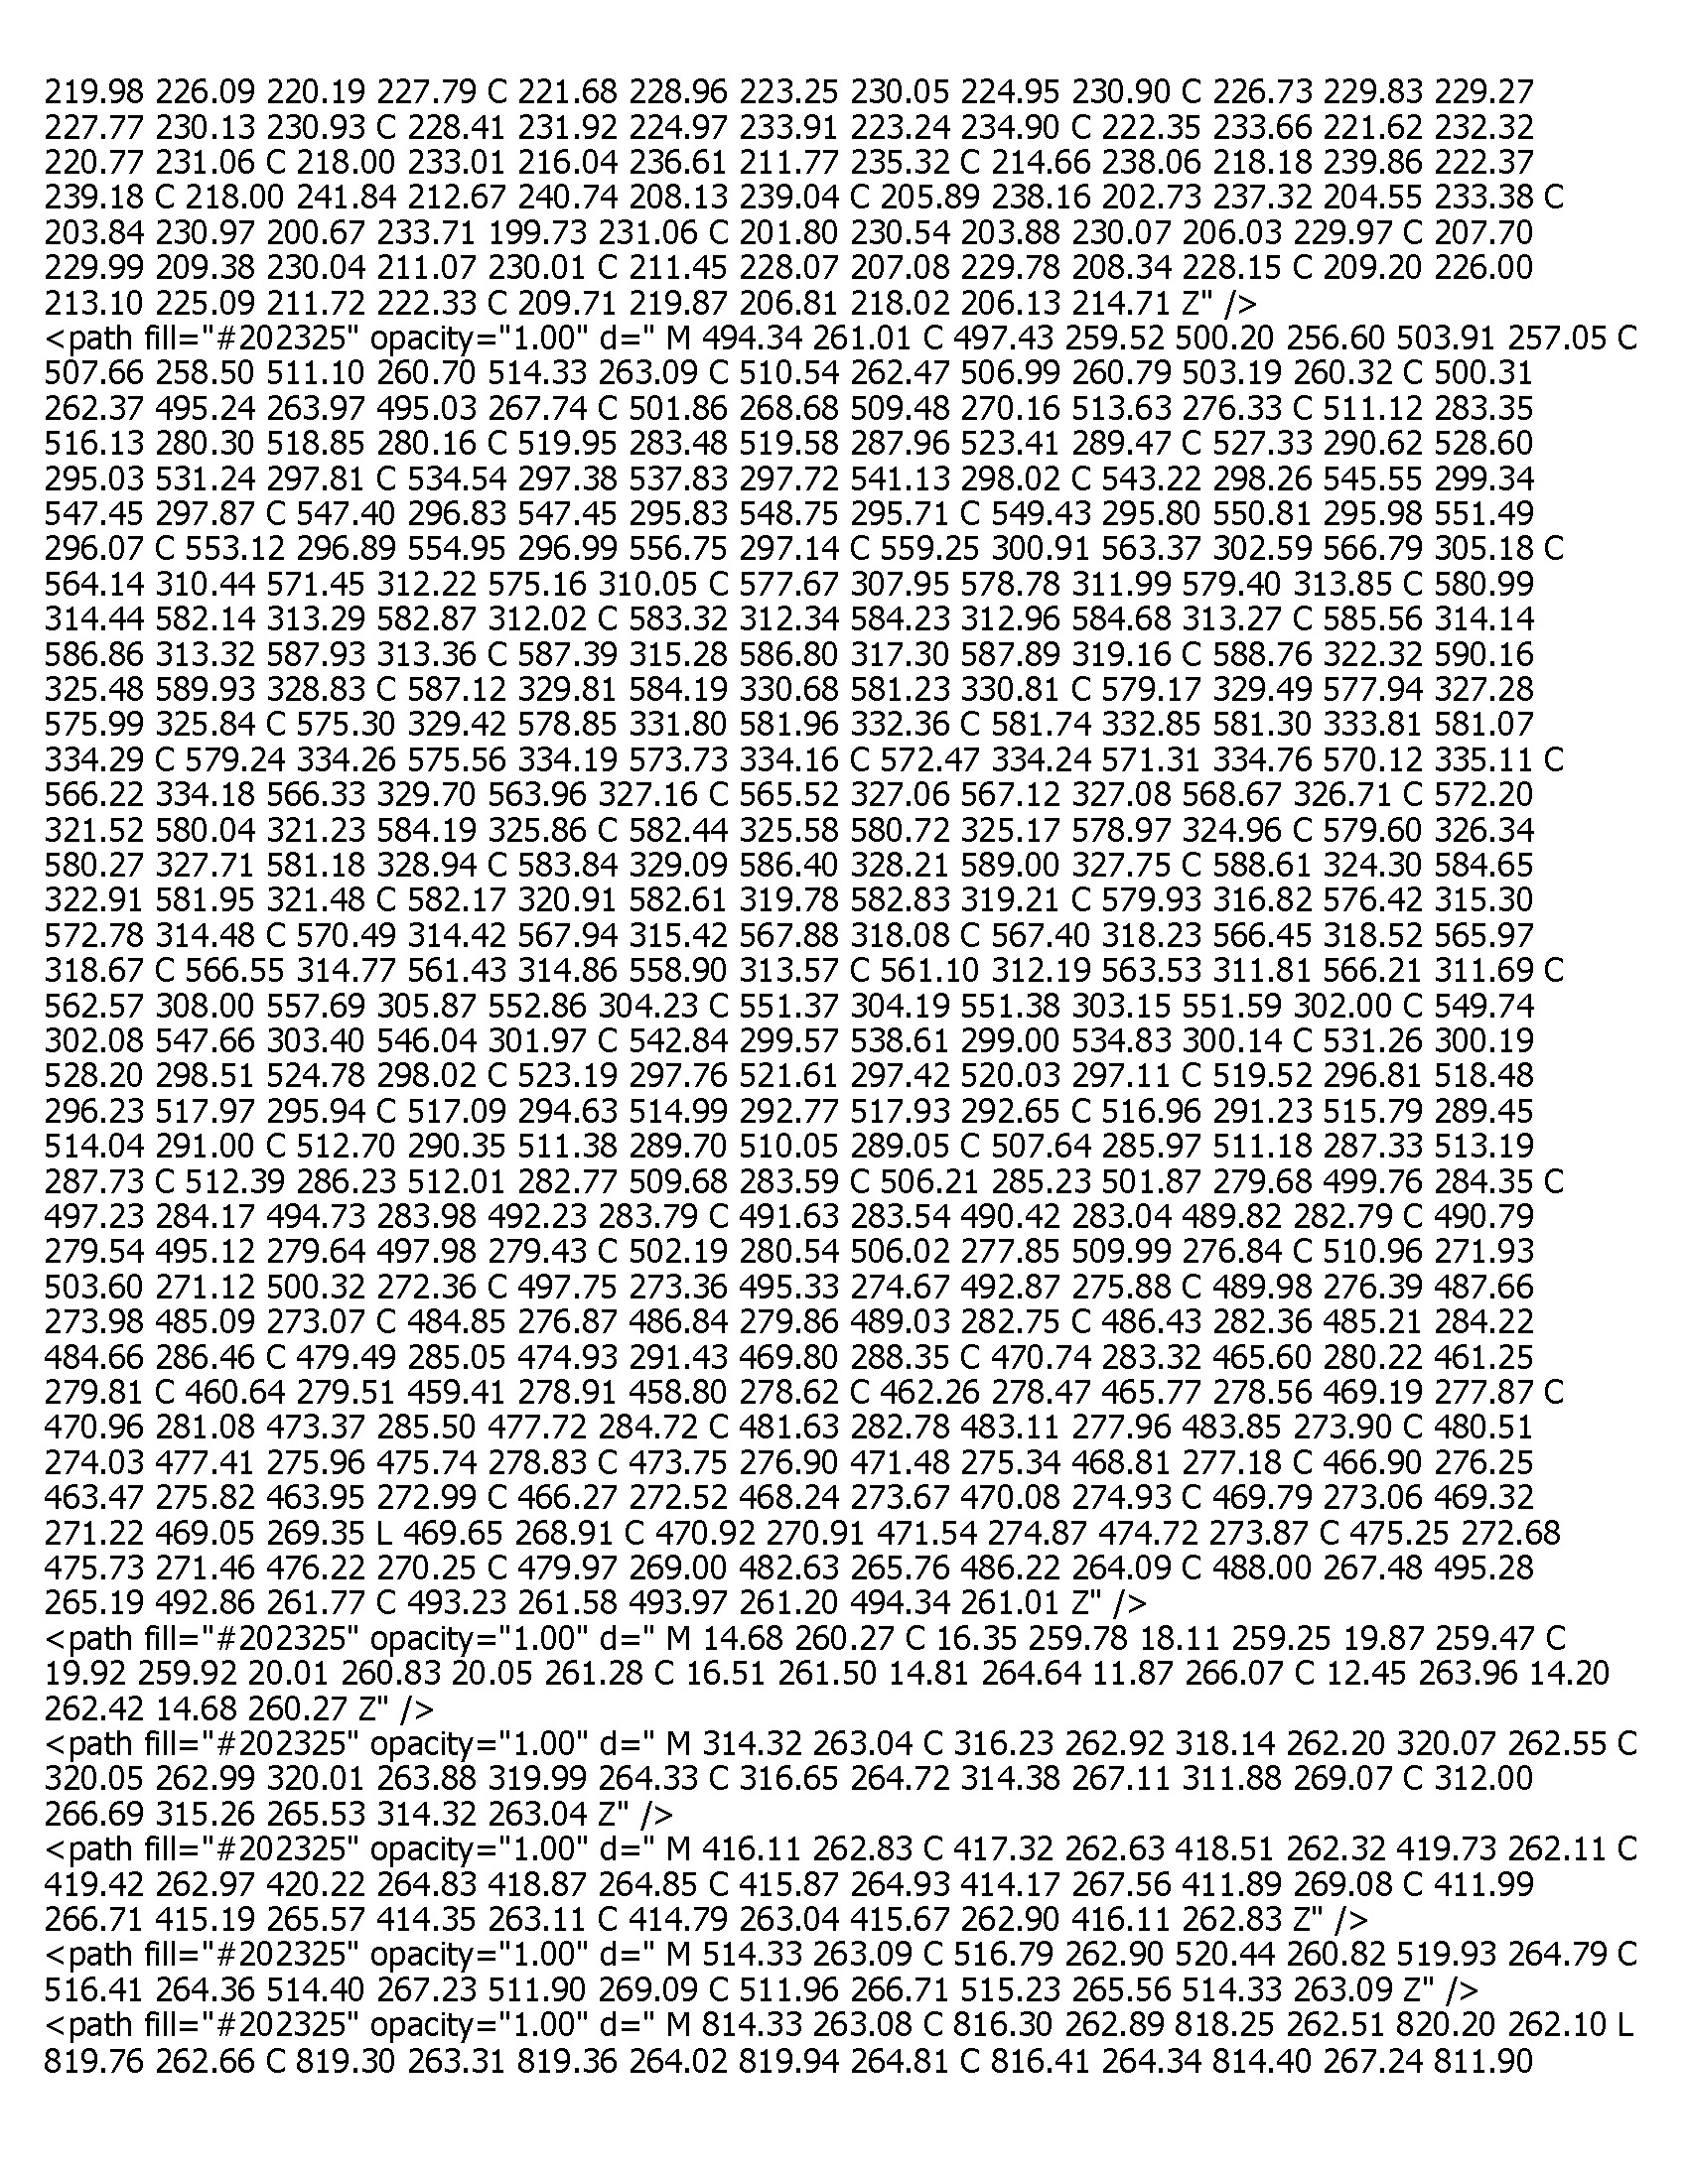 219.98 226.09 220.19 227.79 C 221.68 228.96 223.25 230.05 224.95 230.90 C 226.73 229.83 229.27
227.77 230.13 230.93 C 228.41 231.92 224.97 233.91 223.24 234.90 C 222.35 233.66 221.62 232.32
220.77 231.06 C 218.00 233.01 216.04 236.61 211.77 235.32 C 214.66 238.06 218.18 239.86 222.37
239.18 C 218.00 241.84 212.67 240.74 208.13 239.04 C 205.89 238.16 202.73 237.32 204.55 233.38 C
203.84 230.97 200.67 233.71 199.73 231.06 C 201.80 230.54 203.88 230.07 206.03 229.97 C 207.70
229.99 209.38 230.04 211.07 230.01 C 211.45 228.07 207.08 229.78 208.34 228.15 C 209.20 226.00
213.10 225.09 211.72 222.33 C 209.71 219.87 206.81 218.02 206.13 214.71 Z" />
<path fill="#202325" opacity="1.00" d=" M 494.34 261.01 C 497.43 259.52 500.20 256.60 503.91 257.05 C
507.66 258.50 511.10 260.70 514.33 263.09 C 510.54 262.47 506.99 260.79 503.19 260.32 C 500.31
262.37 495.24 263.97 495.03 267.74 C 501.86 268.68 509.48 270.16 513.63 276.33 C 511.12 283.35
516.13 280.30 518.85 280.16 C 519.95 283.48 519.58 287.96 523.41 289.47 C 527.33 290.62 528.60
295.03 531.24 297.81 C 534.54 297.38 537.83 297.72 541.13 298.02 C 543.22 298.26 545.55 299.34
547.45 297.87 C 547.40 296.83 547.45 295.83 548.75 295.71 C 549.43 295.80 550.81 295.98 551.49
296.07 C 553.12 296.89 554.95 296.99 556.75 297.14 C 559.25 300.91 563.37 302.59 566.79 305.18 C
564.14 310.44 571.45 312.22 575.16 310.05 C 577.67 307.95 578.78 311.99 579.40 313.85 C 580.99
314.44 582.14 313.29 582.87 312.02 C 583.32 312.34 584.23 312.96 584.68 313.27 C 585.56 314.14
586.86 313.32 587.93 313.36 C 587.39 315.28 586.80 317.30 587.89 319.16 C 588.76 322.32 590.16
325.48 589.93 328.83 C 587.12 329.81 584.19 330.68 581.23 330.81 C 579.17 329.49 577.94 327.28
575.99 325.84 C 575.30 329.42 578.85 331.80 581.96 332.36 C 581.74 332.85 581.30 333.81 581.07
334.29 C 579.24 334.26 575.56 334.19 573.73 334.16 C 572.47 334.24 571.31 334.76 570.12 335.11 C
566.22 334.18 566.33 329.70 563.96 327.16 C 565.52 327.06 567.12 327.08 568.67 326.71 C 572.20
321.52 580.04 321.23 584.19 325.86 C 582.44 325.58 580.72 325.17 578.97 324.96 C 579.60 326.34
580.27 327.71 581.18 328.94 C 583.84 329.09 586.40 328.21 589.00 327.75 C 588.61 324.30 584.65
322.91 581.95 321.48 C 582.17 320.91 582.61 319.78 582.83 319.21 C 579.93 316.82 576.42 315.30
572.78 314.48 C 570.49 314.42 567.94 315.42 567.88 318.08 C 567.40 318.23 566.45 318.52 565.97
318.67 C 566.55 314.77 561.43 314.86 558.90 313.57 C 561.10 312.19 563.53 311.81 566.21 311.69 C
562.57 308.00 557.69 305.87 552.86 304.23 C 551.37 304.19 551.38 303.15 551.59 302.00 C 549.74
302.08 547.66 303.40 546.04 301.97 C 542.84 299.57 538.61 299.00 534.83 300.14 C 531.26 300.19
528.20 298.51 524.78 298.02 C 523.19 297.76 521.61 297.42 520.03 297.11 C 519.52 296.81 518.48
296.23 517.97 295.94 C 517.09 294.63 514.99 292.77 517.93 292.65 C 516.96 291.23 515.79 289.45
514.04 291.00 C 512.70 290.35 511.38 289.70 510.05 289.05 C 507.64 285.97 511.18 287.33 513.19
287.73 C 512.39 286.23 512.01 282.77 509.68 283.59 C 506.21 285.23 501.87 279.68 499.76 284.35 C
497.23 284.17 494.73 283.98 492.23 283.79 C 491.63 283.54 490.42 283.04 489.82 282.79 C 490.79
279.54 495.12 279.64 497.98 279.43 C 502.19 280.54 506.02 277.85 509.99 276.84 C 510.96 271.93
503.60 271.12 500.32 272.36 C 497.75 273.36 495.33 274.67 492.87 275.88 C 489.98 276.39 487.66
273.98 485.09 273.07 C 484.85 276.87 486.84 279.86 489.03 282.75 C 486.43 282.36 485.21 284.22
484.66 286.46 C 479.49 285.05 474.93 291.43 469.80 288.35 C 470.74 283.32 465.60 280.22 461.25
279.81 C 460.64 279.51 459.41 278.91 458.80 278.62 C 462.26 278.47 465.77 278.56 469.19 277.87 C
470.96 281.08 473.37 285.50 477.72 284.72 C 481.63 282.78 483.11 277.96 483.85 273.90 C 480.51
274.03 477.41 275.96 475.74 278.83 C 473.75 276.90 471.48 275.34 468.81 277.18 C 466.90 276.25
463.47 275.82 463.95 272.99 C 466.27 272.52 468.24 273.67 470.08 274.93 C 469.79 273.06 469.32
271.22 469.05 269.35 L 469.65 268.91 C 470.92 270.91 471.54 274.87 474.72 273.87 C 475.25 272.68
475.73 271.46 476.22 270.25 C 479.97 269.00 482.63 265.76 486.22 264.09 C 488.00 267.48 495.28
265.19 492.86 261.77 C 493.23 261.58 493.97 261.20 494.34 261.01 Z" />
<path fill="#202325" opacity="1.00" d=" M 14.68 260.27 C 16.35 259.78 18.11 259.25 19.87 259.47 C
19.92 259.92 20.01 260.83 20.05 261.28 C 16.51 261.50 14.81 264.64 11.87 266.07 C 12.45 263.96 14.20
262.42 14.68 260.27 Z" />
<path fill="#202325" opacity="1.00" d=" M 314.32 263.04 C 316.23 262.92 318.14 262.20 320.07 262.55 C
320.05 262.99 320.01 263.88 319.99 264.33 C 316.65 264.72 314.38 267.11 311.88 269.07 C 312.00
266.69 315.26 265.53 314.32 263.04 Z" />
<path fill="#202325" opacity="1.00" d=" M 416.11 262.83 C 417.32 262.63 418.51 262.32 419.73 262.11 C
419.42 262.97 420.22 264.83 418.87 264.85 C 415.87 264.93 414.17 267.56 411.89 269.08 C 411.99
266.71 415.19 265.57 414.35 263.11 C 414.79 263.04 415.67 262.90 416.11 262.83 Z" />
<path fill="#202325" opacity="1.00" d=" M 514.33 263.09 C 516.79 262.90 520.44 260.82 519.93 264.79 C
516.41 264.36 514.40 267.23 511.90 269.09 C 511.96 266.71 515.23 265.56 514.33 263.09 Z" />
<path fill="#202325" opacity="1.00" d=" M 814.33 263.08 C 816.30 262.89 818.25 262.51 820.20 262.10 L
819.76 262.66 C 819.30 263.31 819.36 264.02 819.94 264.81 C 816.41 264.34 814.40 267.24 811.90